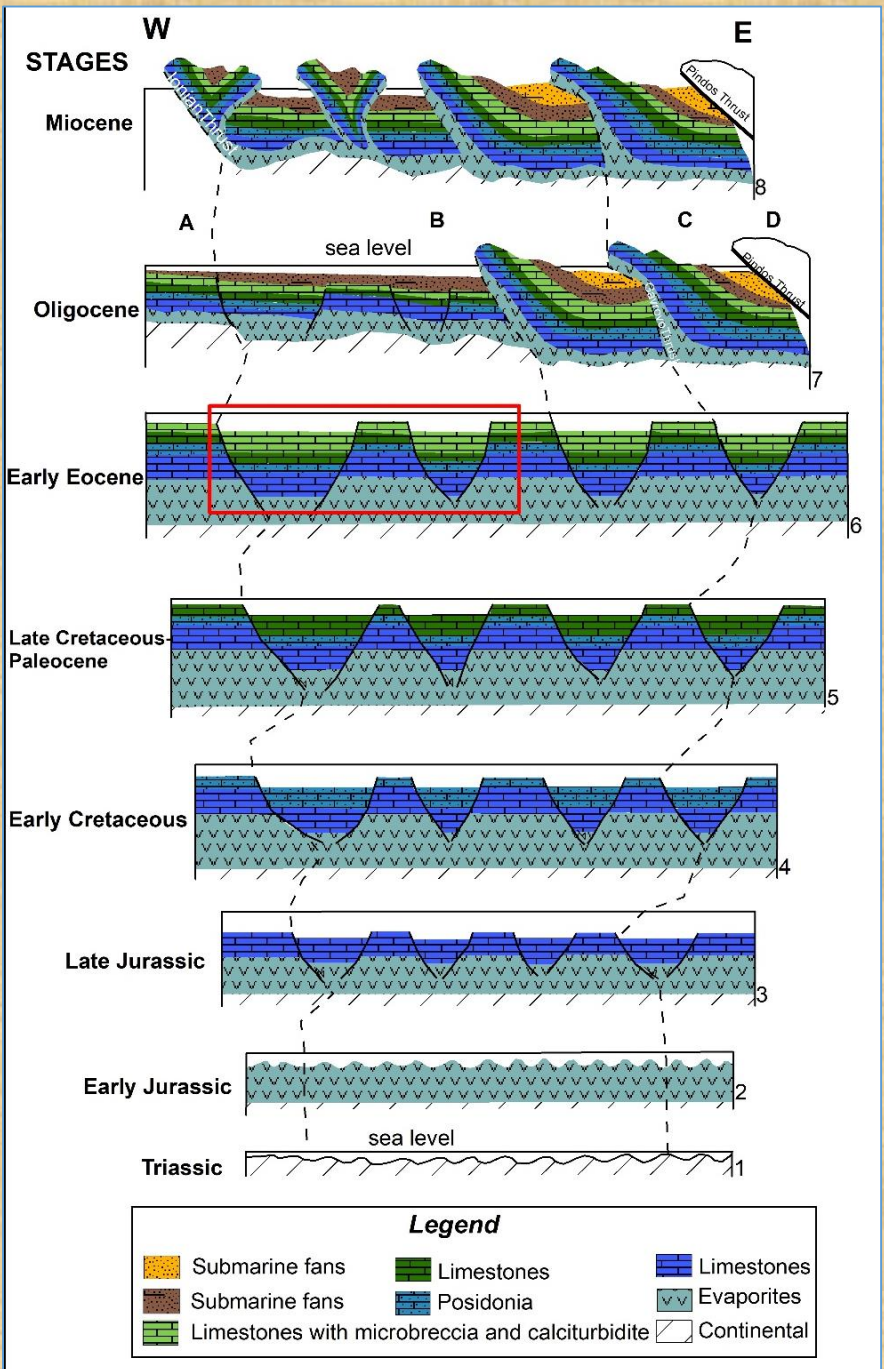 W
E
STAGES
Pindos Thrust
Miocene
IonianThrust
8
A
B
C
D
sea level
Pindos Thrust
Oligocene
7
Early Eocene
6
Late Cretaceous-
Paleocene
5
Early Cretaceous
4
Late Jurassic
3
Early Jurassic
2
sea level
Triassic
1
Legend
Submarine fans
Limestones
Limestones
Submarine fans
Posidonia
Evaporites
Limestones with microbreccia and calciturbidite
Continental